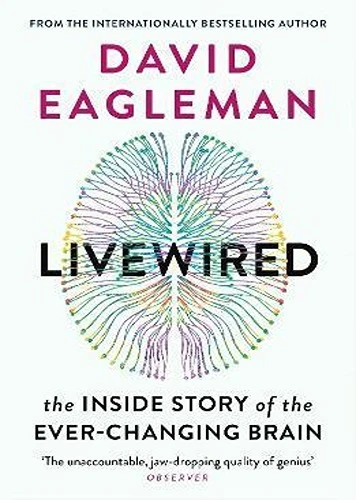 FROM THE INTERNATIONALLY BESTSELLING AUTHOR
DAVID
EAGLEMAN
LIVEWIRED
the INSIDE STORY of the
EVER-CHANGING BRAIN
‘The unaccountable, jaw-dropping quality of genius’
OBSERVER